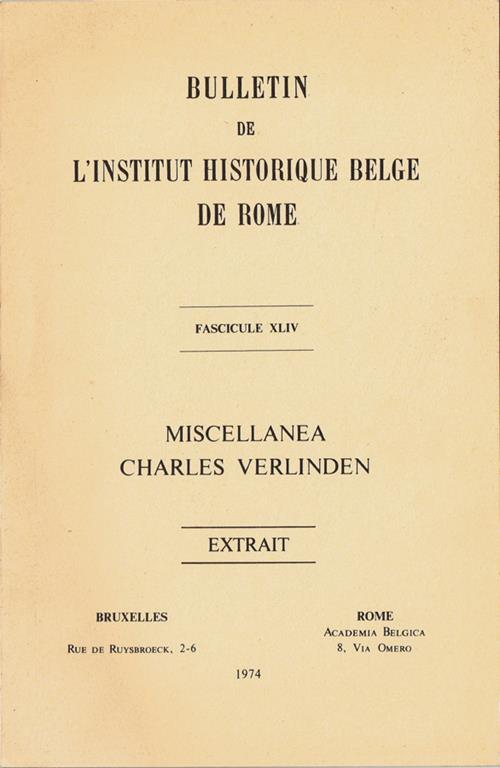 BULLETIN
DE
L'INSTITUT HISTORIQUE BELGE
DE ROME
FASCICULE XLIV
MISCELLANEA
CHARLES VERLINDEN
EXTRAIT
BRUXELLES
RUE DE RUYSBROECK, 2-6
ROME
ACADEMIA BELGICA
8, VIA OMERO
1974